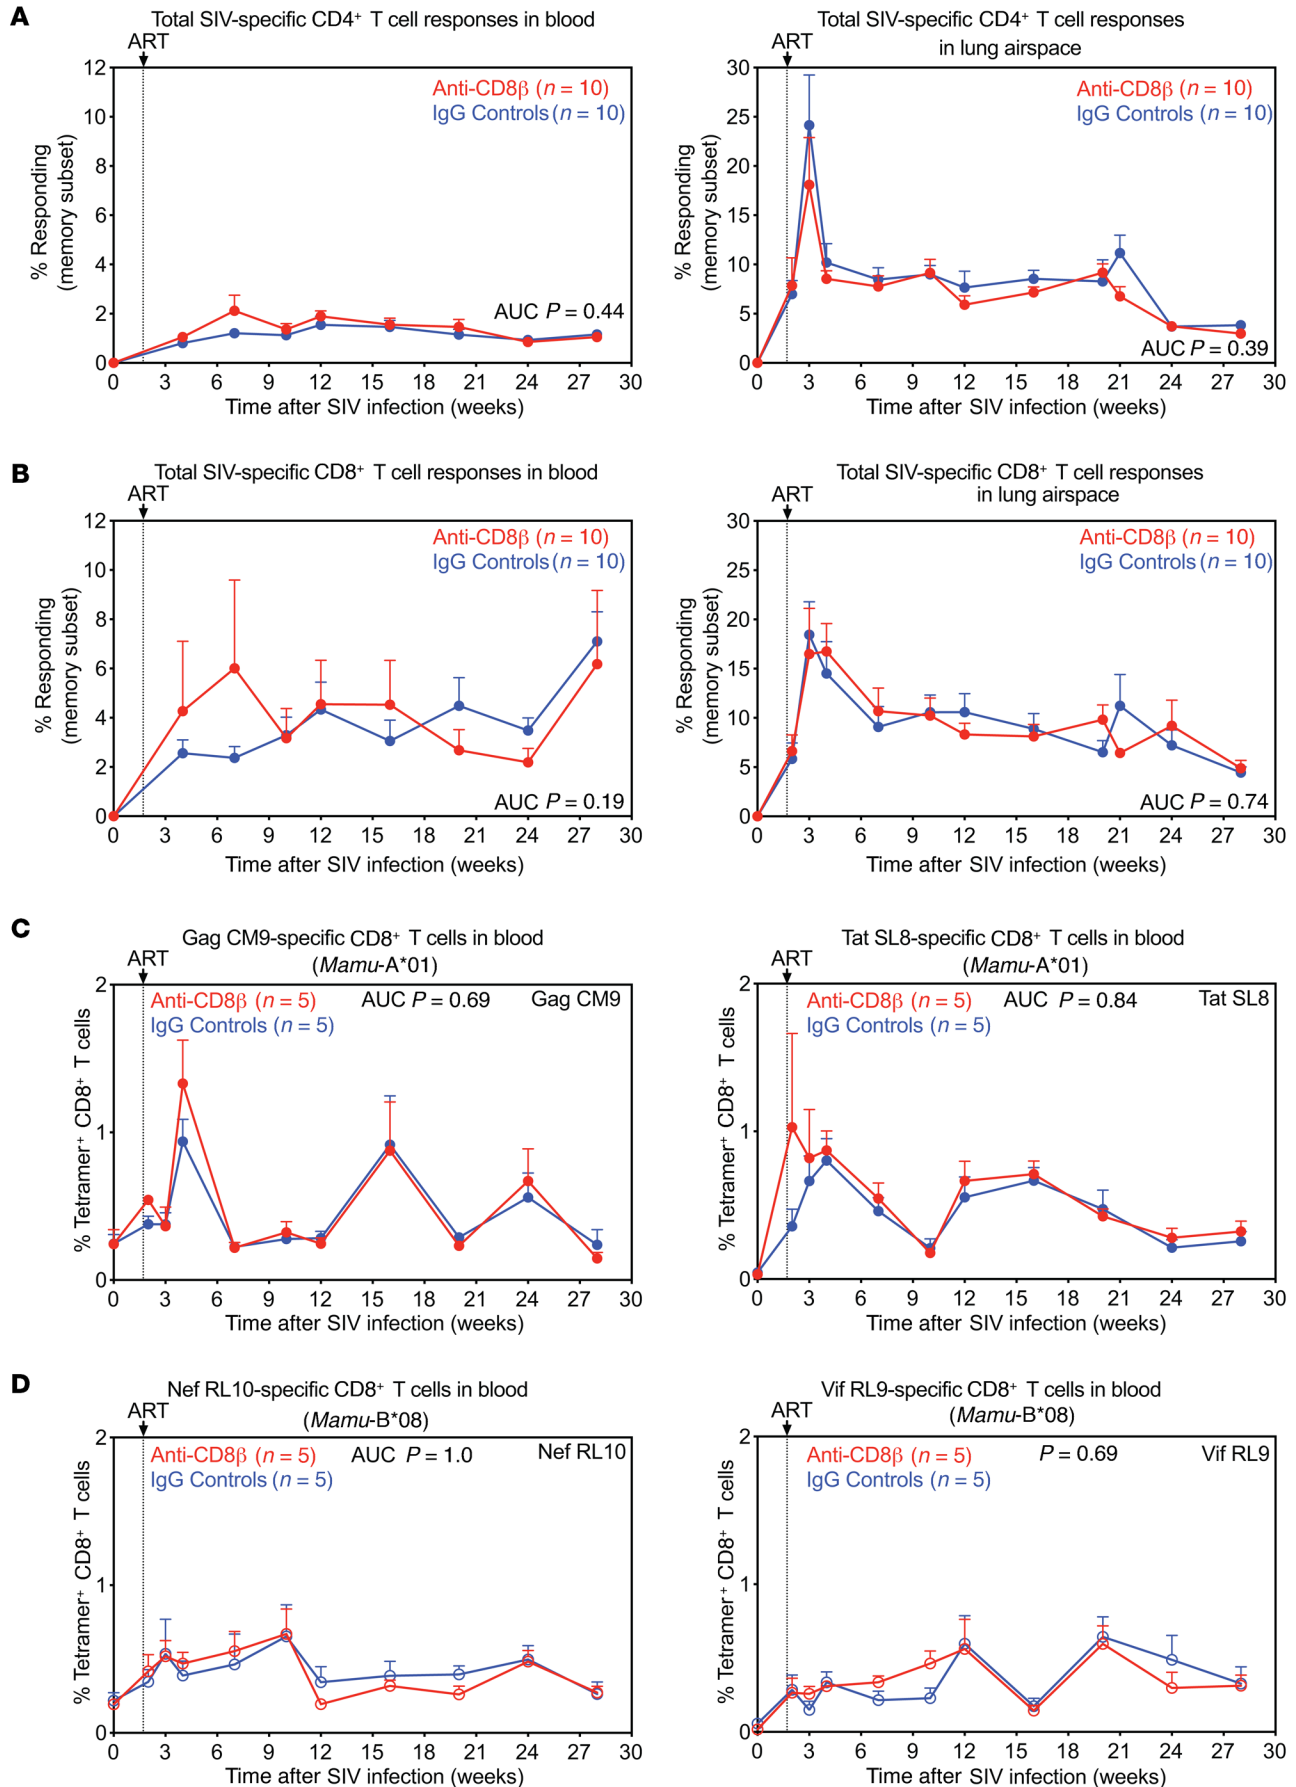 A
Total SIV-specific CD4⁺ T cell responses in blood
ART
12
10
8
6
4
2
0
% Responding
(memory subset)
Anti-CD8β (n = 10)
IgG Controls (n = 10)
AUC P = 0.44
0 3 6 9 12 15 18 21 24 27 30
Time after SIV infection (weeks)
Total SIV-specific CD4⁺ T cell responses
in lung airspace
ART
30
25
20
15
10
5
0
% Responding
(memory subset)
Anti-CD8β (n = 10)
IgG Controls (n = 10)
AUC P = 0.39
0 3 6 9 12 15 18 21 24 27 30
Time after SIV infection (weeks)
B
Total SIV-specific CD8⁺ T cell responses in blood
ART
12
10
8
6
4
2
0
% Responding
(memory subset)
Anti-CD8β (n = 10)
IgG Controls (n = 10)
AUC P = 0.19
0 3 6 9 12 15 18 21 24 27 30
Time after SIV infection (weeks)
Total SIV-specific CD8⁺ T cell responses
in lung airspace
ART
30
25
20
15
10
5
0
% Responding
(memory subset)
Anti-CD8β (n = 10)
IgG Controls (n = 10)
AUC P = 0.74
0 3 6 9 12 15 18 21 24 27 30
Time after SIV infection (weeks)
C
Gag CM9-specific CD8⁺ T cells in blood
(Mamu-A*01)
ART
2
1
0
% Tetramer⁺ CD8⁺ T cells
Anti-CD8β (n = 5)
IgG Controls (n = 5)
AUC P = 0.69
Gag CM9
0 3 6 9 12 15 18 21 24 27 30
Time after SIV infection (weeks)
Tat SL8-specific CD8⁺ T cells in blood
(Mamu-A*01)
ART
2
1
0
% Tetramer⁺ CD8⁺ T cells
Anti-CD8β (n = 5)
IgG Controls (n = 5)
AUC P = 0.84
Tat SL8
0 3 6 9 12 15 18 21 24 27 30
Time after SIV infection (weeks)
D
Nef RL10-specific CD8⁺ T cells in blood
(Mamu-B*08)
ART
2
1
0
% Tetramer⁺ CD8⁺ T cells
Anti-CD8β (n = 5)
IgG Controls (n = 5)
AUC P = 1.0
Nef RL10
0 3 6 9 12 15 18 21 24 27 30
Time after SIV infection (weeks)
Vif RL9-specific CD8⁺ T cells in blood
(Mamu-B*08)
ART
2
1
0
% Tetramer⁺ CD8⁺ T cells
Anti-CD8β (n = 5)
IgG Controls (n = 5)
P = 0.69
Vif RL9
0 3 6 9 12 15 18 21 24 27 30
Time after SIV infection (weeks)